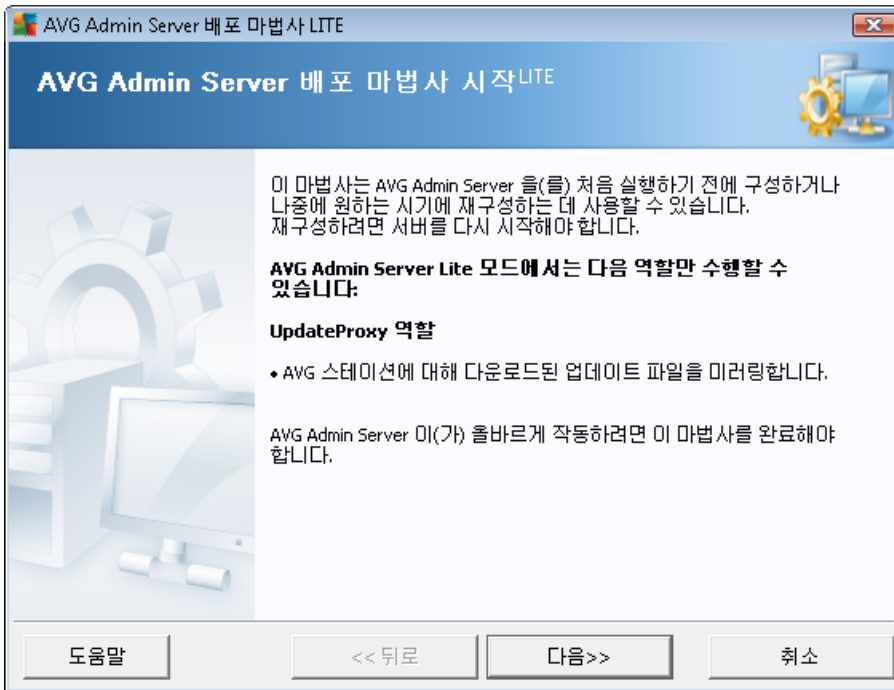 AVG Admin Server 배포 마법사 LITE
AVG Admin Server 배포 마법사 시작LITE
이 마법사는 AVG Admin Server 을(를) 처음 실행하기 전에 구성하거나
나중에 원하는 시기에 재구성하는 데 사용할 수 있습니다.
재구성하려면 서버를 다시 시작해야 합니다.
AVG Admin Server Lite 모드에서는 다음 역할만 수행할 수
있습니다:
UpdateProxy 역할
• AVG 스테이션에 대해 다운로드된 업데이트 파일을 미러링합니다.
AVG Admin Server 이(가) 올바르게 작동하려면 이 마법사를 완료해야
합니다.
도움말
<< 뒤로
다음>>
취소